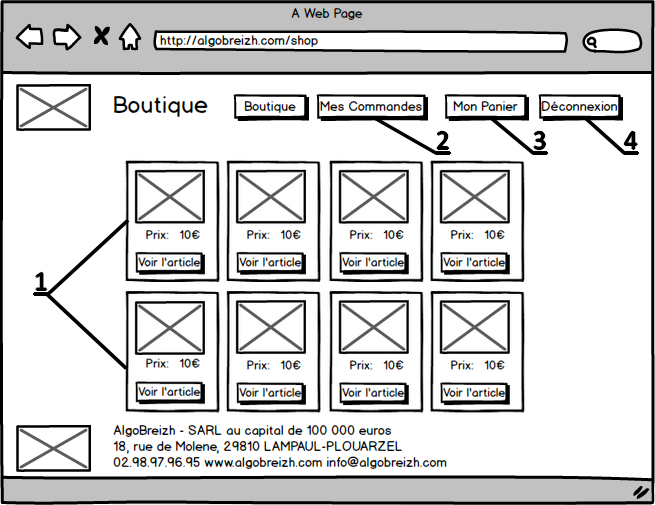 A Web Page
http://algobreizh.com/shop
Boutique
Boutique
Mes Commandes
Mon Panier
Déconnexion
2
3
4
Prix: 10€
Prix: 10€
Prix: 10€
Prix: 10€
Voir l'article
Voir l'article
Voir l'article
Voir l'article
1
Prix: 10€
Prix: 10€
Prix: 10€
Prix: 10€
Voir l'article
Voir l'article
Voir l'article
Voir l'article
AlgoBreizh - SARL au capital de 100 000 euros
18, rue de Molene, 29810 LAMPAUL-PLOUARZEL
02.98.97.96.95 www.algobreizh.com info@algobreizh.com